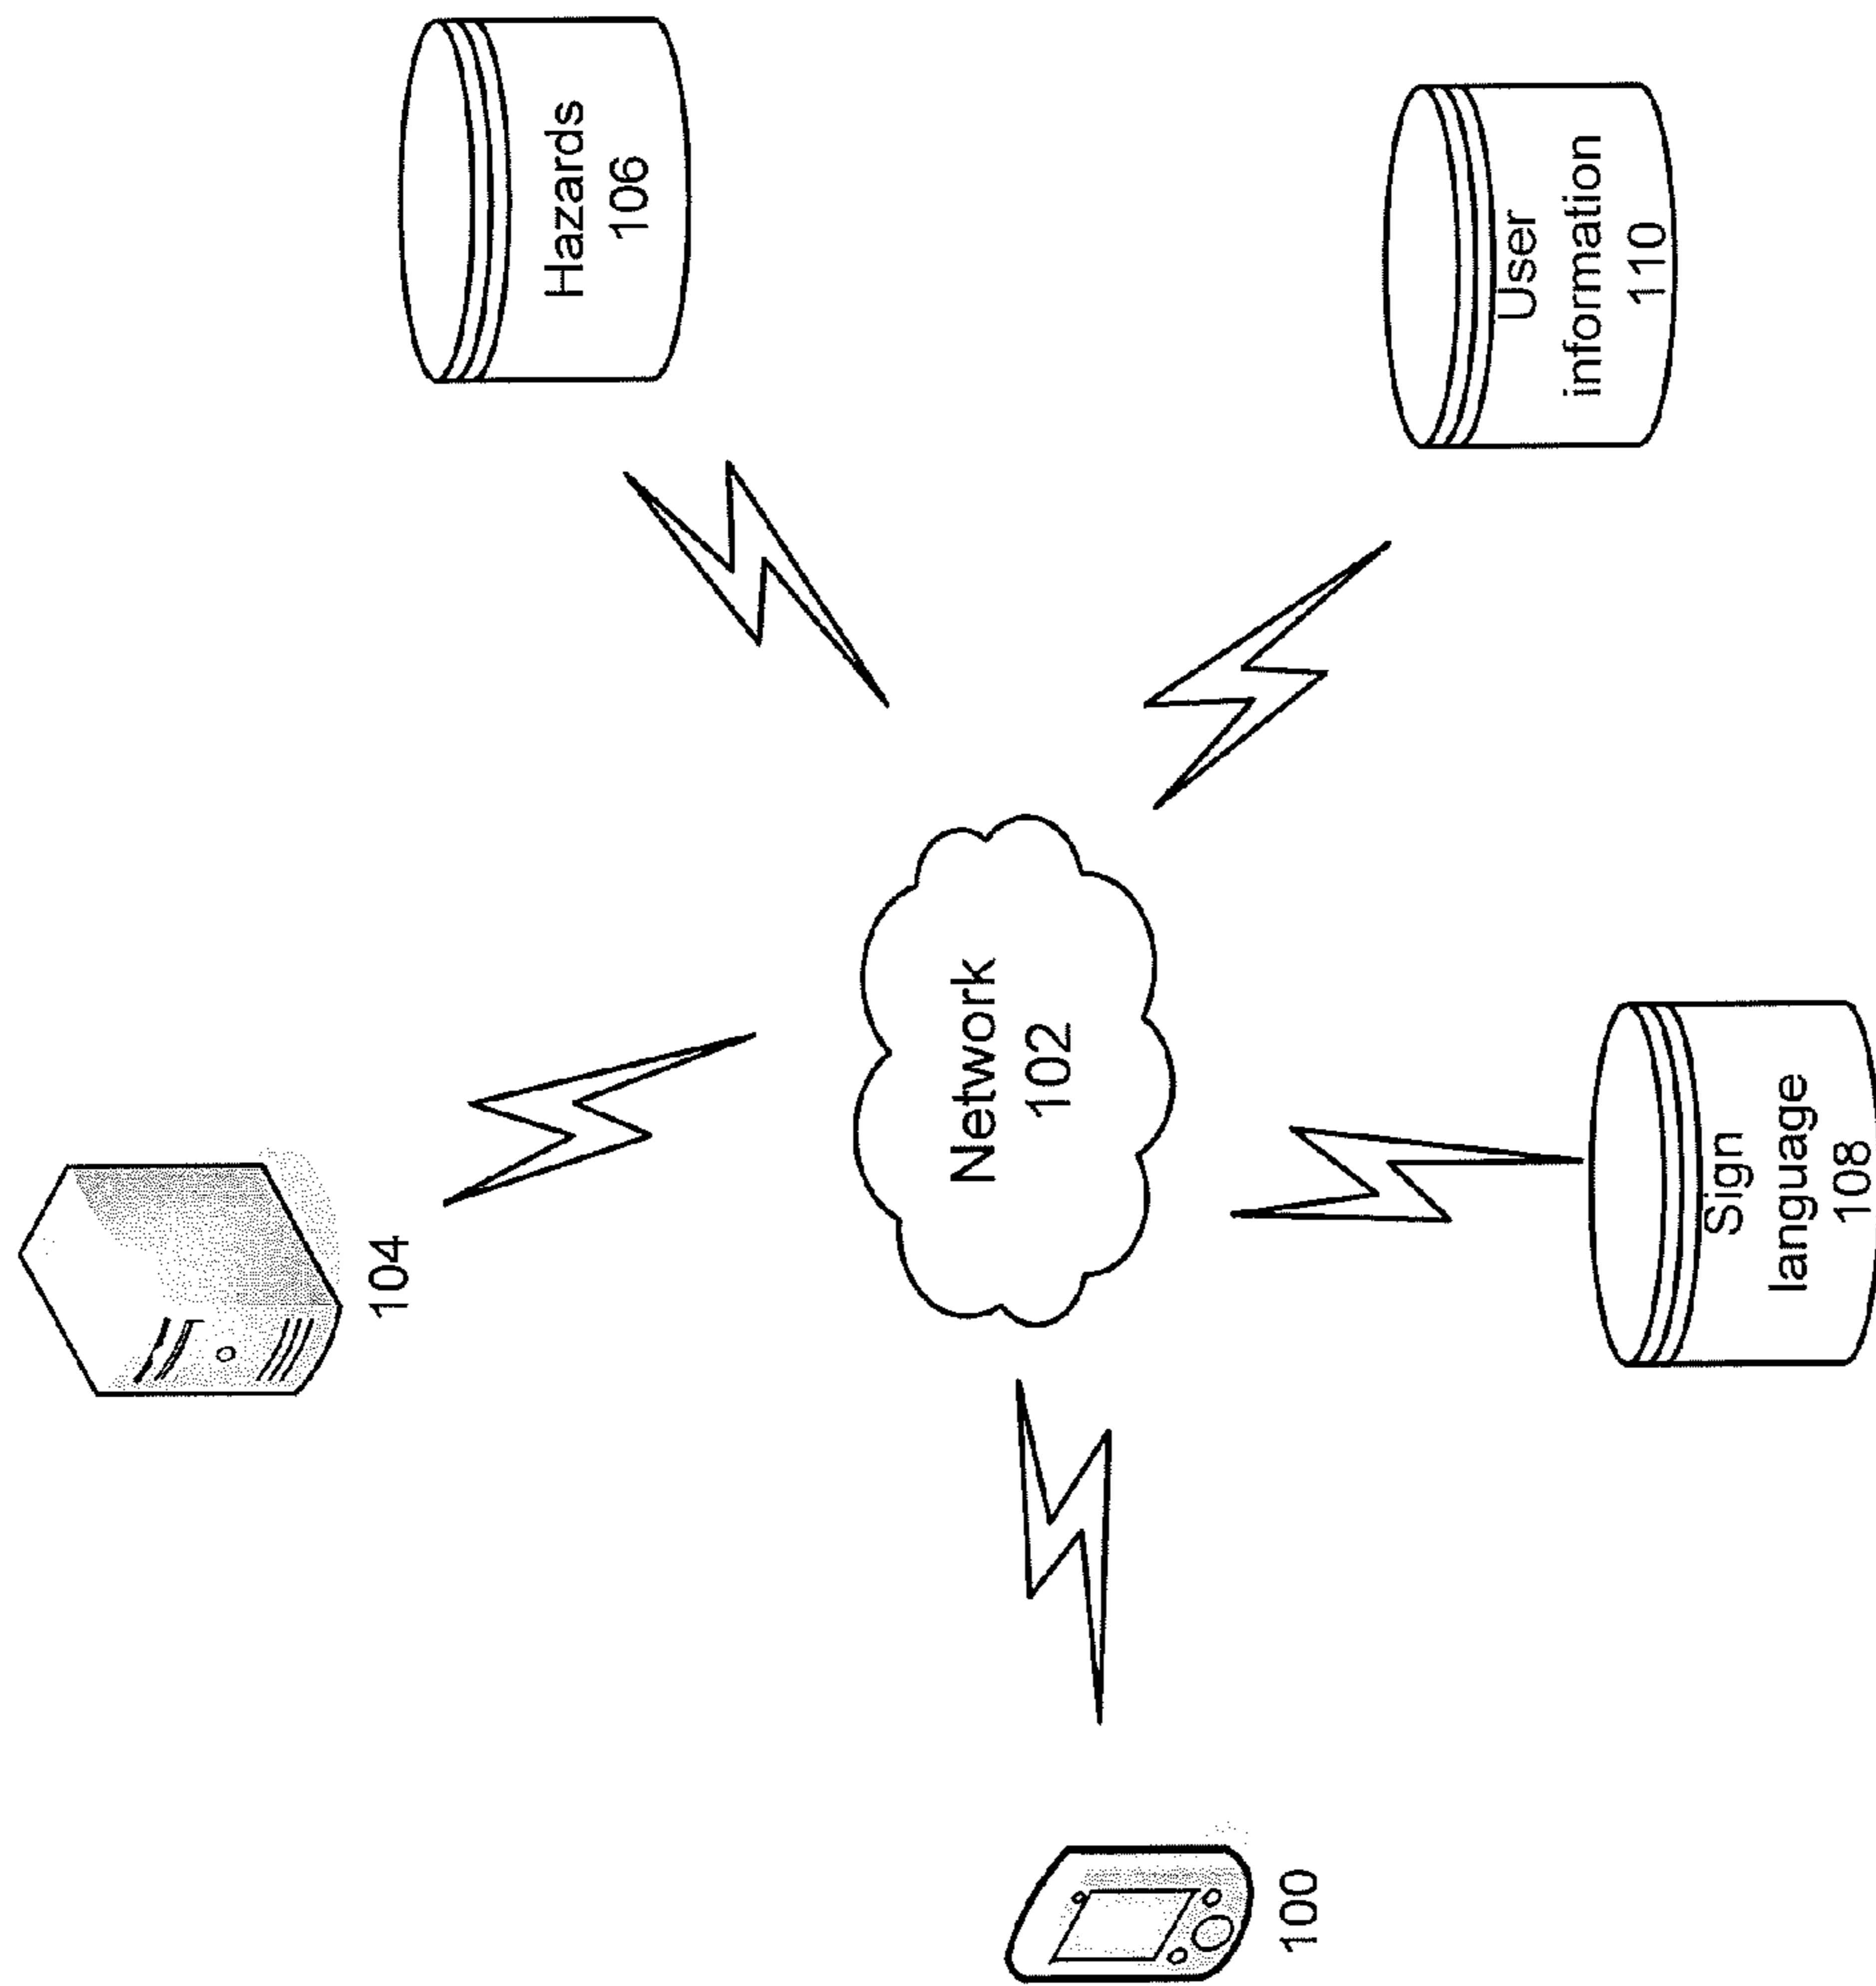 104
Hazards
106
Network
102
100
Sign
language
108
User
information
110